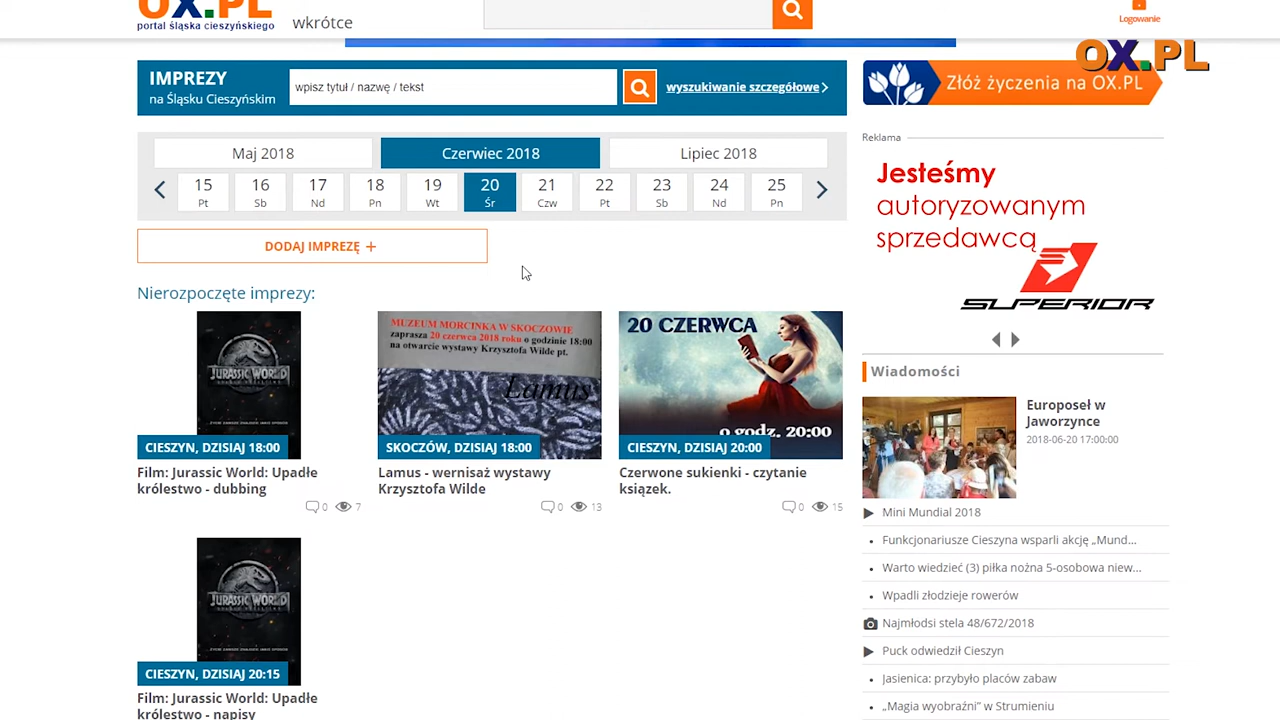 OX.PL
portal śląska cieszyńskiego
wkrótce
Logowanie
OX.PL
IMPREZY
na Śląsku Cieszyńskim
wpisz tytuł / nazwę / tekst
wyszukiwanie szczegółowe
Złóż życzenia na OX.PL
Reklama
Maj 2018
Czerwiec 2018
Lipiec 2018
15 16 17 18 19 20 21 22 23 24 25
Pt Sb Nd Pn Wt Śr Czw Pt Sb Nd Pn
DODAJ IMPREZĘ +
Jesteśmy
autoryzowanym
sprzedawcą
SUPERIOR
Nierozpoczęte imprezy:
JURASSIC WORLD
CIESZYN, DZISIAJ 18:00
Film: Jurassic World: Upadłe
królestwo - dubbing
0 7
MUZEUM MORCINKA W SKOCZOWIE
zaprasza 20 czerwca 2018 roku o godzinie 18:00
na otwarcie wystawy Krzysztofa Wilde pt.
Lamus
SKOCZÓW, DZISIAJ 18:00
Lamus - wernisaż wystawy
Krzysztofa Wilde
0 13
20 CZERWCA
o godz. 20:00
CIESZYN, DZISIAJ 20:00
Czerwone sukienki - czytanie
książek.
0 15
JURASSIC WORLD
CIESZYN, DZISIAJ 20:15
Film: Jurassic World: Upadłe
królestwo - napisy
Wiadomości
Europoseł w
Jaworzynce
2018-06-20 17:00:00
Mini Mundial 2018
Funkcjonariusze Cieszyna wsparli akcję „Mund...
Warto wiedzieć (3) piłka nożna 5-osobowa niew...
Wpadli złodzieje rowerów
Najmłodsi stela 48/672/2018
Puck odwiedził Cieszyn
Jasienica: przybyło placów zabaw
„Magia wyobraźni” w Strumieniu